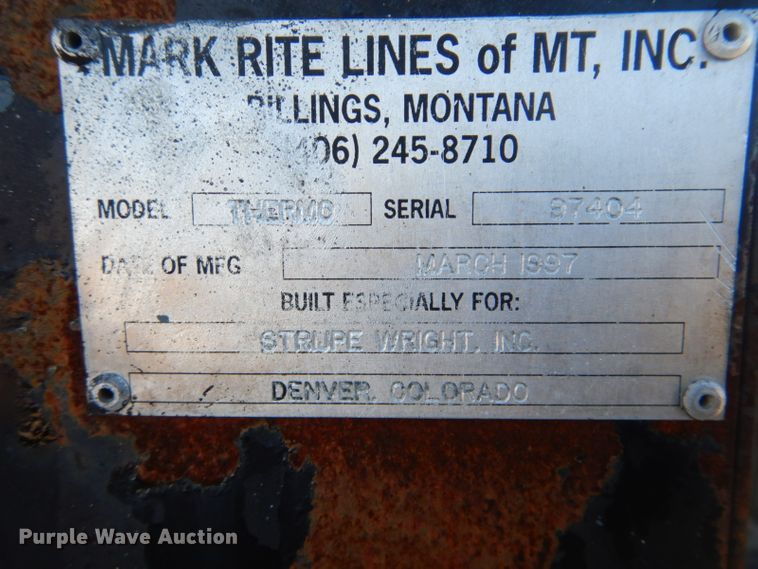 MARK RITE LINES of MT, INC.
BILLINGS, MONTANA
(406) 245-8710
MODEL THERMO SERIAL 97404
DATE OF MFG MARCH 1997
BUILT ESPECIALLY FOR:
STRIPE WRIGHT, INC.
DENVER, COLORADO
Purple Wave Auction